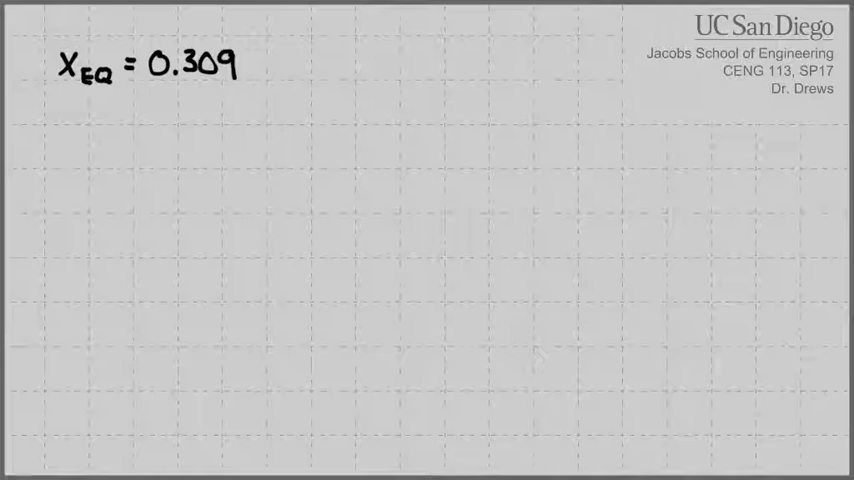 X_EQ = 0.309
UC San Diego
Jacobs School of Engineering
CENG 113, SP17
Dr. Drews